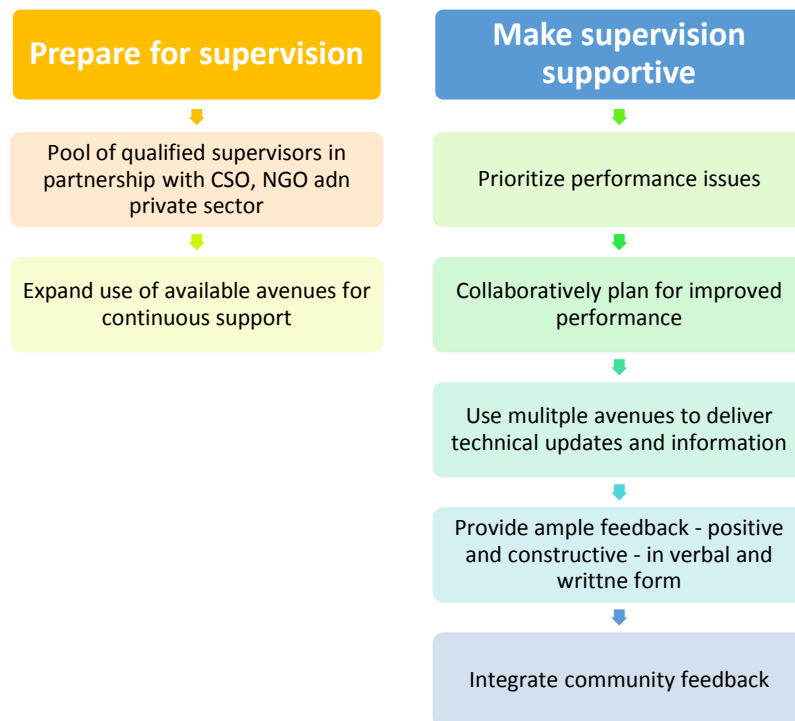 Prepare for supervision
Pool of qualified supervisors in
partnership with CSO, NGO adn
private sector
Expand use of available avenues for
continuous support
Make supervision
supportive
Prioritize performance issues
Collaboratively plan for improved
performance
Use mulitple avenues to deliver
technical updates and information
Provide ample feedback - positive
and constructive - in verbal and
writtne form
Integrate community feedback